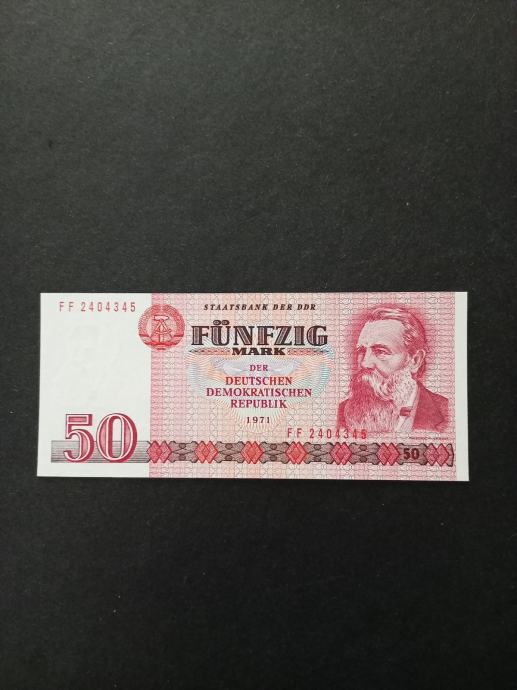 FF 2404345
STAATSBANK DER DDR
FÜNFZIG
MARK
DER
DEUTSCHEN
DEMOKRATISCHEN
REPUBLIK
1971
FF 2404345
50
50